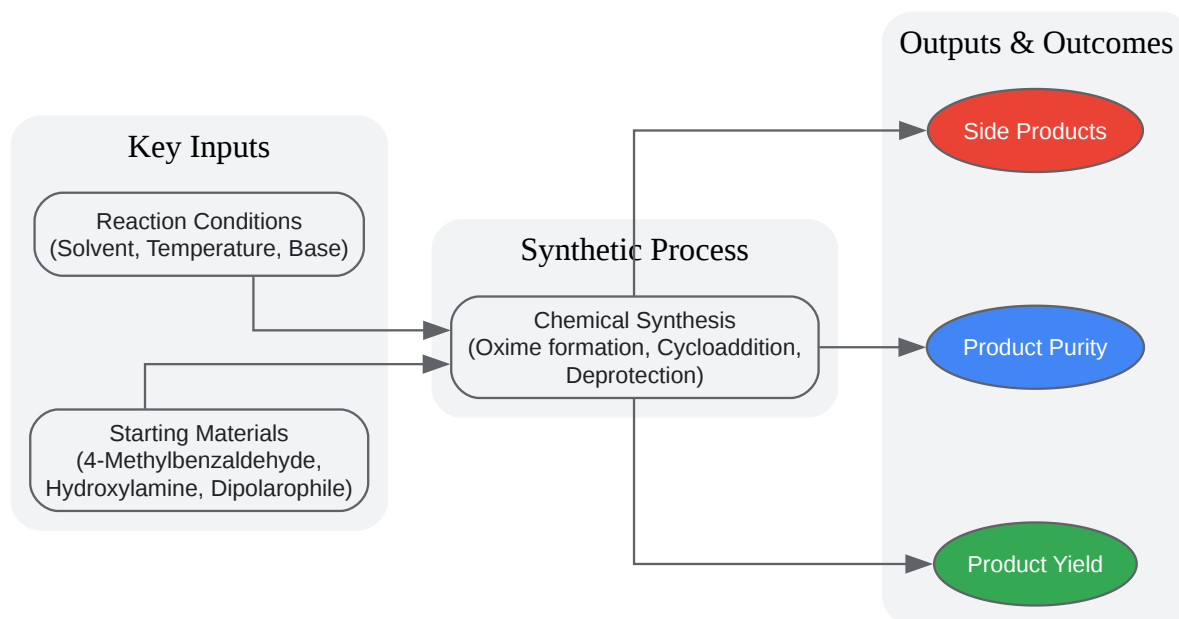 Key Inputs
Reaction Conditions
(Solvent, Temperature, Base)
Starting Materials
(4-Methylbenzaldehyde,
Hydroxylamine, Dipolarophile)
Synthetic Process
Chemical Synthesis
(Oxime formation, Cycloaddition,
Deprotection)
Outputs & Outcomes
Side Products
Product Purity
Product Yield